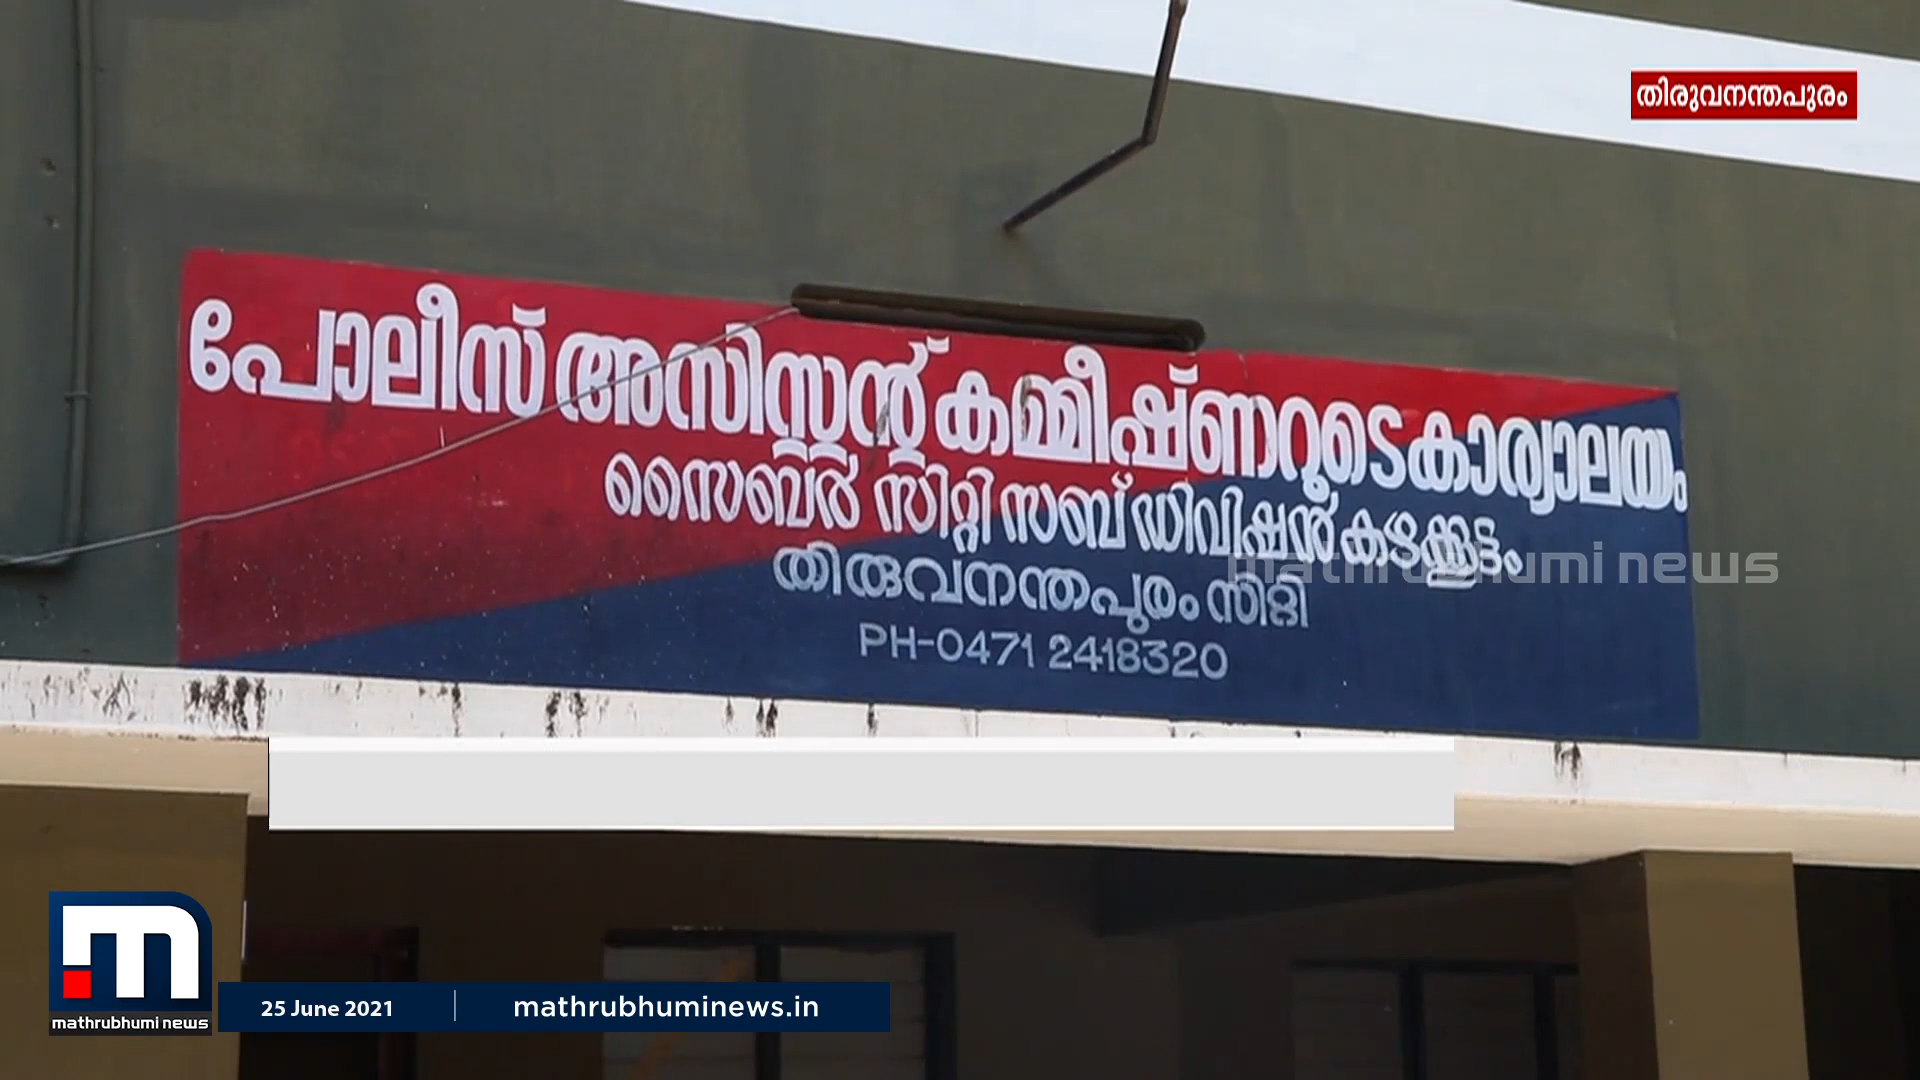 തിരുവനന്തപുരം
പോലീസ് അസിസ്റ്റന്റ് കമ്മീഷ്ണറുടെ കാര്യാലയം
സൈബർ സിറ്റി സബ് ഡിവിഷൻ കഴക്കൂട്ടം
തിരുവനന്തപുരം സിറ്റി
PH-0471 2418320
mathrubhumi news
mathrubhumi news
25 June 2021
mathrubhuminews.in